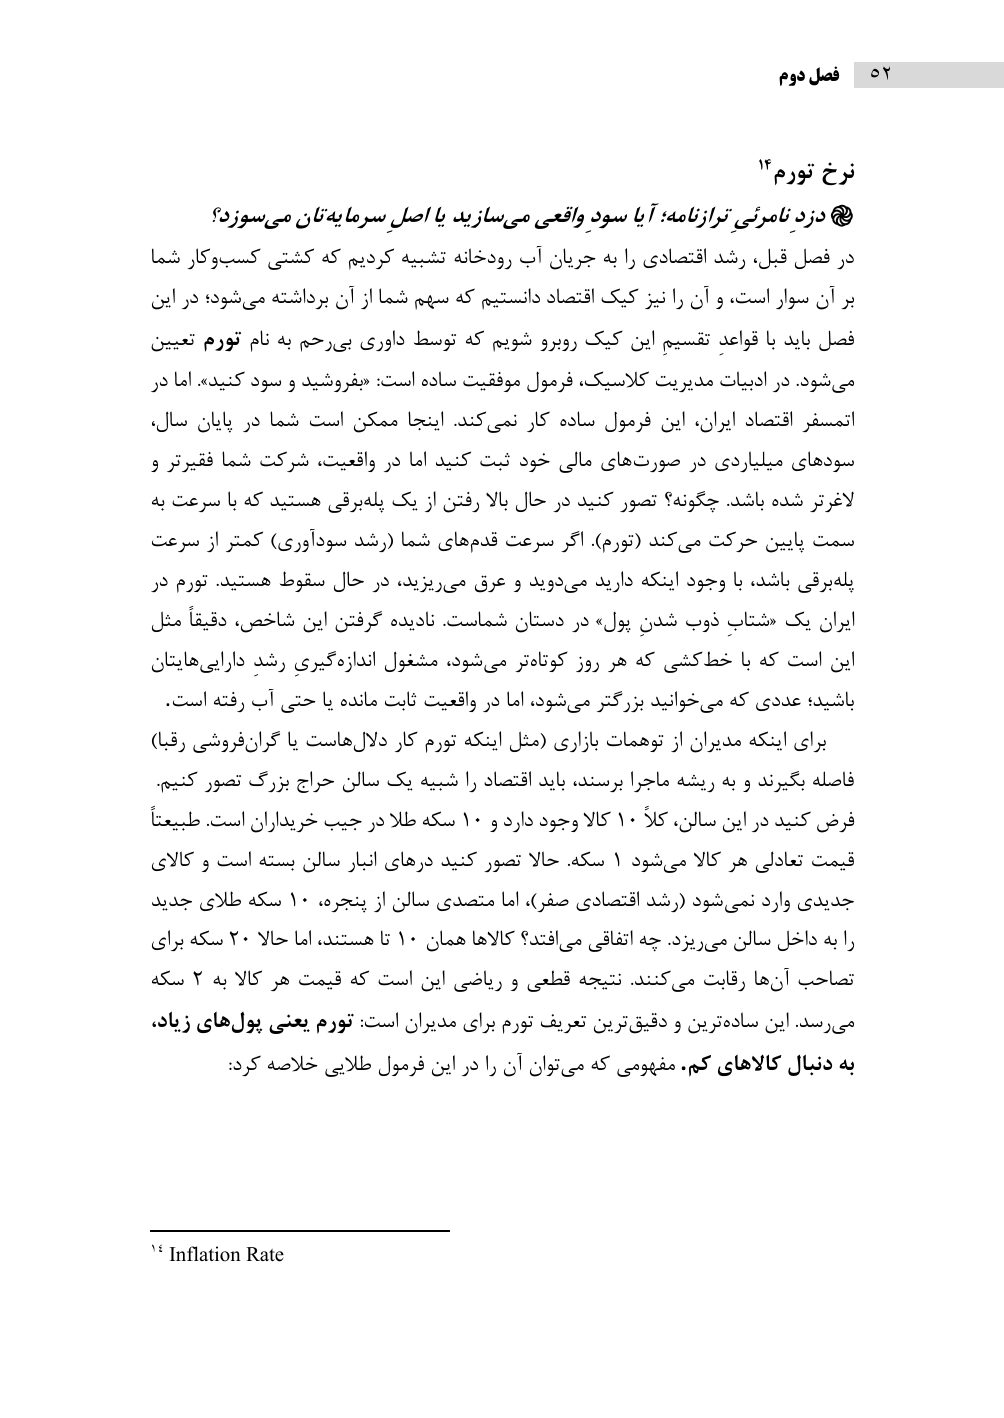 ۵۲ فصل دوم
نرخ تورم۱۴
دزدِ نامرئیِ ترازنامه؛ آیا سودِ واقعی می‌سازید یا اصلِ سرمایه‌تان می‌سوزد؟
در فصل قبل، رشد اقتصادی را به جریان آب رودخانه تشبیه کردیم که کشتی کسب‌وکار شما
بر آن سوار است، و آن را نیز کیک اقتصاد دانستیم که سهم شما از آن برداشته می‌شود؛ در این
فصل باید با قواعدِ تقسیمِ این کیک روبرو شویم که توسط داوری بی‌رحم به نام تورم تعیین
می‌شود. در ادبیات مدیریت کلاسیک، فرمول موفقیت ساده است: «بفروشید و سود کنید». اما در
اتمسفر اقتصاد ایران، این فرمول ساده کار نمی‌کند. اینجا ممکن است شما در پایان سال،
سودهای میلیاردی در صورت‌های مالی خود ثبت کنید اما در واقعیت، شرکت شما فقیرتر و
لاغرتر شده باشد. چگونه؟ تصور کنید در حال بالا رفتن از یک پله‌برقی هستید که با سرعت به
سمت پایین حرکت می‌کند (تورم). اگر سرعت قدم‌های شما (رشد سودآوری) کمتر از سرعت
پله‌برقی باشد، با وجود اینکه دارید می‌دوید و عرق می‌ریزید، در حال سقوط هستید. تورم در
ایران یک «شتابِ ذوب شدنِ پول» در دستان شماست. نادیده گرفتن این شاخص، دقیقاً مثل
این است که با خط‌کشی که هر روز کوتاه‌تر می‌شود، مشغول اندازه‌گیریِ رشدِ دارایی‌هایتان
باشید؛ عددی که می‌خوانید بزرگتر می‌شود، اما در واقعیت ثابت مانده یا حتی آب رفته است.
برای اینکه مدیران از توهمات بازاری (مثل اینکه تورم کار دلال‌هاست یا گران‌فروشی رقبا)
فاصله بگیرند و به ریشه ماجرا برسند، باید اقتصاد را شبیه یک سالن حراج بزرگ تصور کنیم.
فرض کنید در این سالن، کلاً ۱۰ کالا وجود دارد و ۱۰ سکه طلا در جیب خریداران است. طبیعتاً
قیمت تعادلی هر کالا می‌شود ۱ سکه. حالا تصور کنید درهای انبار سالن بسته است و کالای
جدیدی وارد نمی‌شود (رشد اقتصادی صفر)، اما متصدی سالن از پنجره، ۱۰ سکه طلای جدید
را به داخل سالن می‌ریزد. چه اتفاقی می‌افتد؟ کالاها همان ۱۰ تا هستند، اما حالا ۲۰ سکه برای
تصاحب آن‌ها رقابت می‌کنند. نتیجه قطعی و ریاضی این است که قیمت هر کالا به ۲ سکه
می‌رسد. این ساده‌ترین و دقیق‌ترین تعریف تورم برای مدیران است: تورم یعنی پول‌های زیاد،
به دنبال کالاهای کم. مفهومی که می‌توان آن را در این فرمول طلایی خلاصه کرد:
۱٤ Inflation Rate